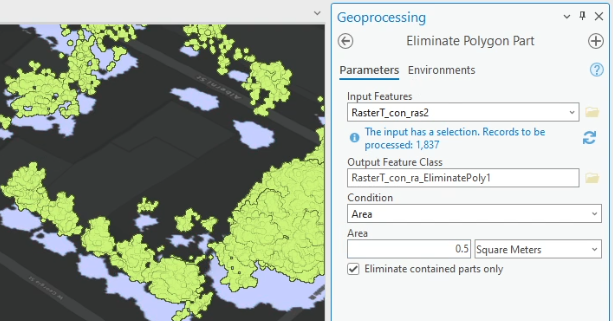 Geoprocessing
Eliminate Polygon Part
Parameters Environments
Input Features
RasterT_con_ras2
The input has a selection. Records to
be processed: 1,837
Output Feature Class
RasterT_con_ra_EliminatePoly1
Condition
Area
Area
0.5 Square Meters
Eliminate contained parts only